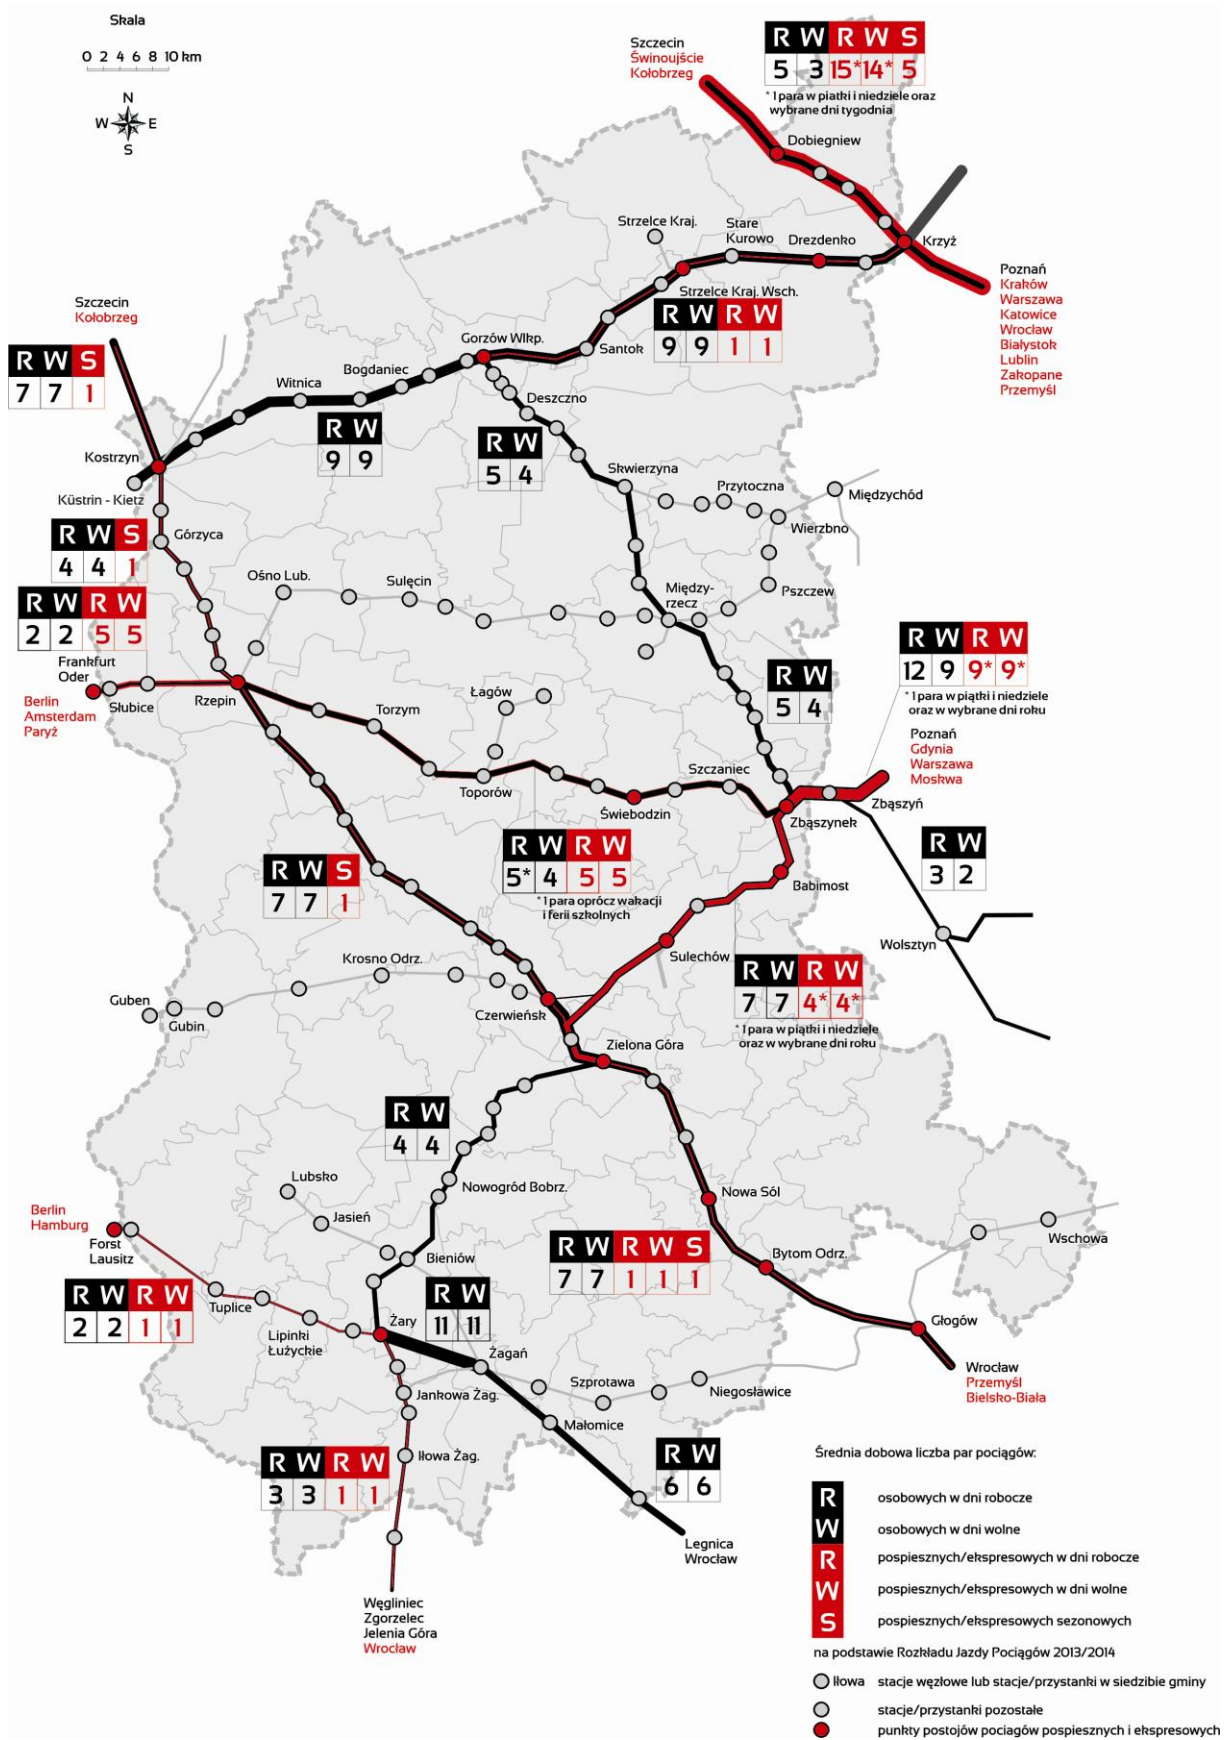 Skala
0 2 4 6 8 10 km
N
W E
S
Szczecin
Świnoujście
Kołobrzeg
R W R W S
5 3 15* 14* 5
* 1 para w piatki i niedziele oraz
wybrane dni tygodnia
Dobiegniew
Strzelce Kraj.
Stare
Kurowo
Drezdenko
Krzyż
Strzelce Kraj. Wsch.
Poznań
Kraków
Warszawa
Katowice
Wrocław
Białystok
Lublin
Zakopane
Przemyśl
R W R W
9 9 1 1
Szczecin
Kołobrzeg
R W S
7 7 1
Gorzów Wlkp.
Santok
Bogdaniec
Witnica
Deszczno
R W
9 9
R W
5 4
Kostrzyn
Küstrin - Kietz
Skwierzyna
Przytoczna
Międzychód
Wierzbno
Górzyca
R W S
4 4 1
Ośno Lub.
Sulęcin
Między-
rzecz
Pszczew
R W R W
2 2 5 5
Frankfurt
Oder
Berlin
Amsterdam
Paryż
Słubice
Rzepin
Torzym
Łagów
R W
5 4
R W R W
12 9 9* 9*
* 1 para w piątki i niedziele
oraz w wybrane dni roku
Poznań
Gdynia
Warszawa
Moskwa
Toporów
Szczaniec
Świebodzin
Zbąszynek
Zbąszyń
R W R W
5* 4 5 5
* 1 para oprócz wakacji
i ferii szkolnych
R W
3 2
R W S
7 7 1
Babimost
Wolsztyn
Sulechów
Krosno Odrz.
R W R W
7 7 4* 4*
* 1 para w piątki i niedziele
oraz w wybrane dni roku
Guben
Gubin
Czerwieńsk
Zielona Góra
R W
4 4
Lubsko
Nowogród Bobrz.
Nowa Sól
Jasień
Berlin
Hamburg
Forst
Lausitz
Wschowa
Bieniów
R W R W S
7 7 1 1 1
Bytom Odrz.
R W R W
2 2 1 1
Tuplice
R W
11 11
Lipinki
Łużyckie
Żary
Żagań
Głogów
Szprotawa
Niegosławice
Jankowa Żag.
Małomice
Wrocław
Przemyśl
Bielsko-Biała
R W R W
3 3 1 1
Iłowa Żag.
R W
6 6
Legnica
Wrocław
Węgliniec
Zgorzelec
Jelenia Góra
Wrocław
Średnia dobowa liczba par pociągów:
R osobowych w dni robocze
W osobowych w dni wolne
R pospiesznych/ekspresowych w dni robocze
W pospiesznych/ekspresowych w dni wolne
S pospiesznych/ekspresowych sezonowych
na podstawie Rozkładu Jazdy Pociągów 2013/2014
Iłowa stacje węzłowe lub stacje/przystanki w siedzibie gminy
stacje/przystanki pozostałe
punkty postojów pociagów pospiesznych i ekspresowych